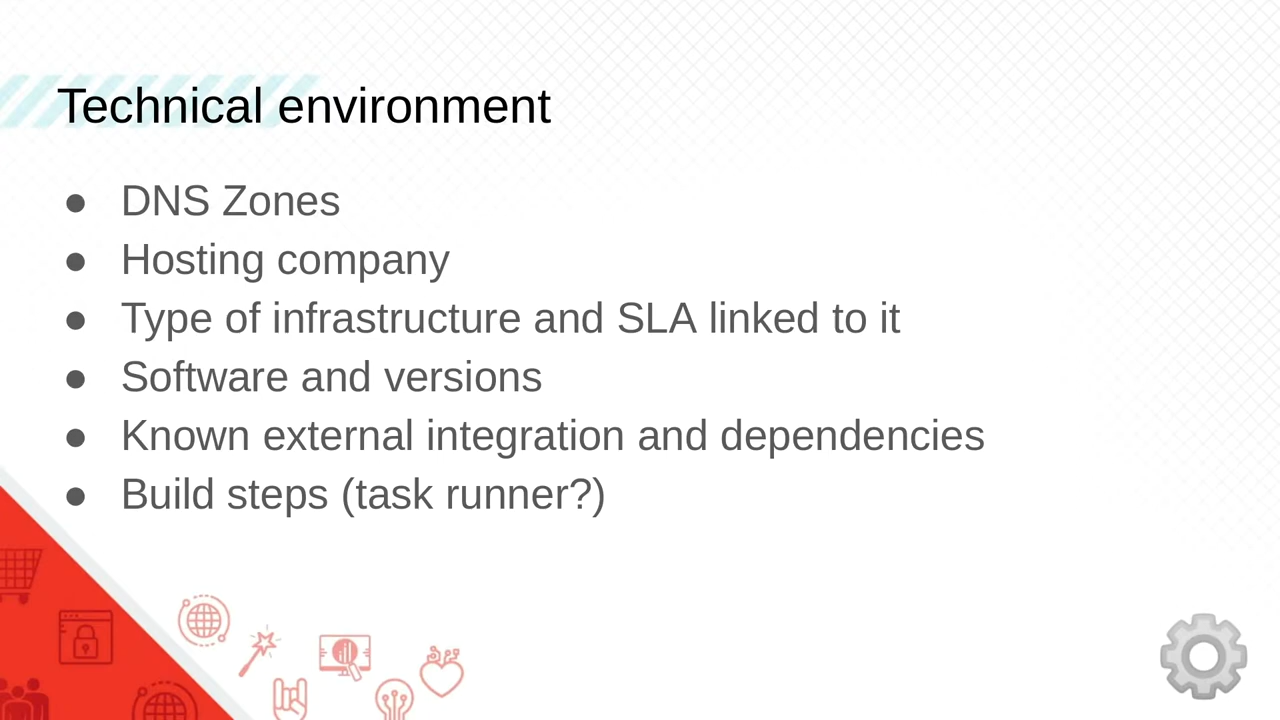 Technical environment
● DNS Zones
● Hosting company
● Type of infrastructure and SLA linked to it
● Software and versions
● Known external integration and dependencies
● Build steps (task runner?)